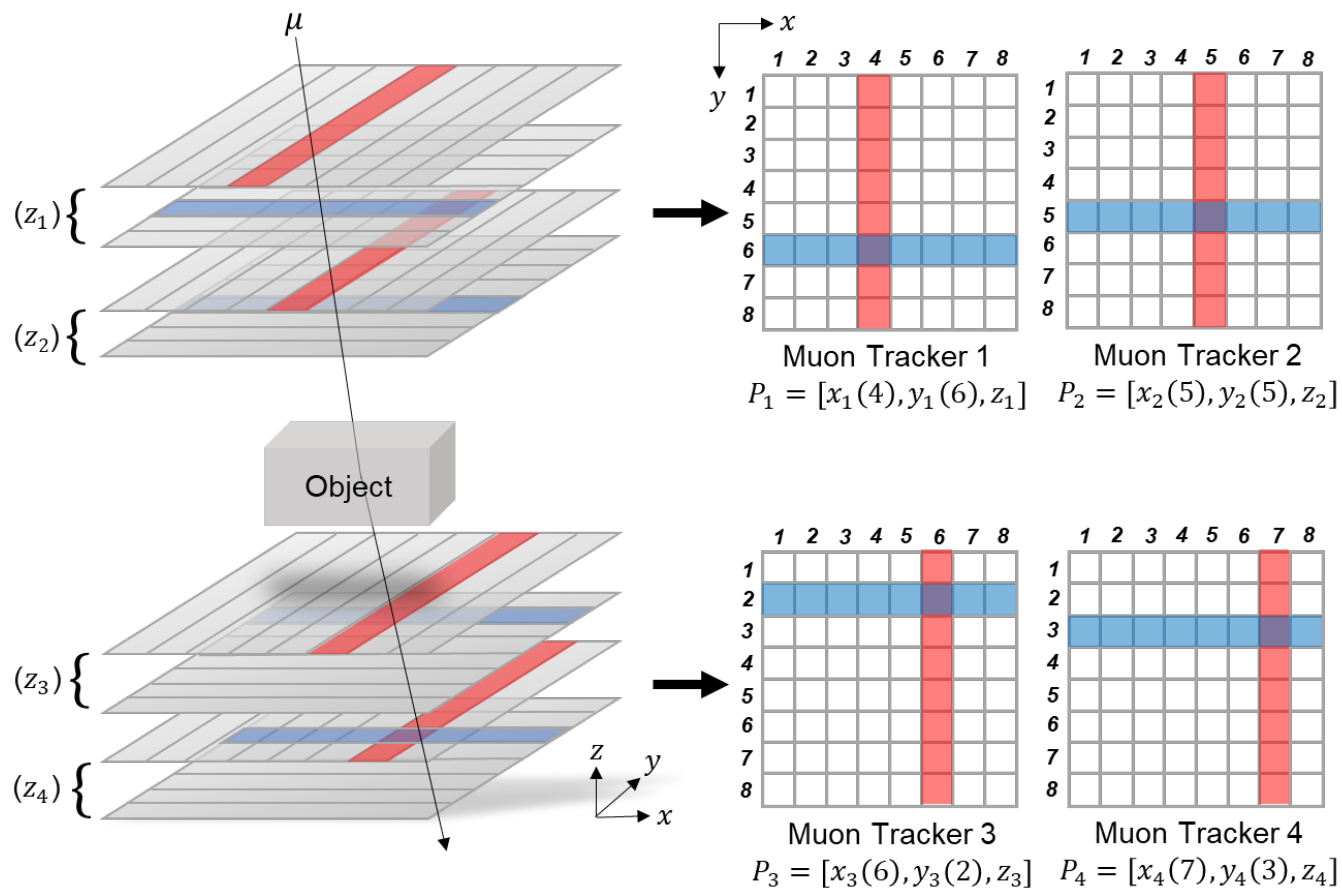 μ
(z₁) {
(z₂) {
Object
(z₃) {
(z₄) {
z
y
x
x
y
1 2 3 4 5 6 7 8
1
2
3
4
5
6
7
8
Muon Tracker 1
P₁ = [x₁(4), y₁(6), z₁]
1 2 3 4 5 6 7 8
1
2
3
4
5
6
7
8
Muon Tracker 2
P₂ = [x₂(5), y₂(5), z₂]
1 2 3 4 5 6 7 8
1
2
3
4
5
6
7
8
Muon Tracker 3
P₃ = [x₃(6), y₃(2), z₃]
1 2 3 4 5 6 7 8
1
2
3
4
5
6
7
8
Muon Tracker 4
P₄ = [x₄(7), y₄(3), z₄]